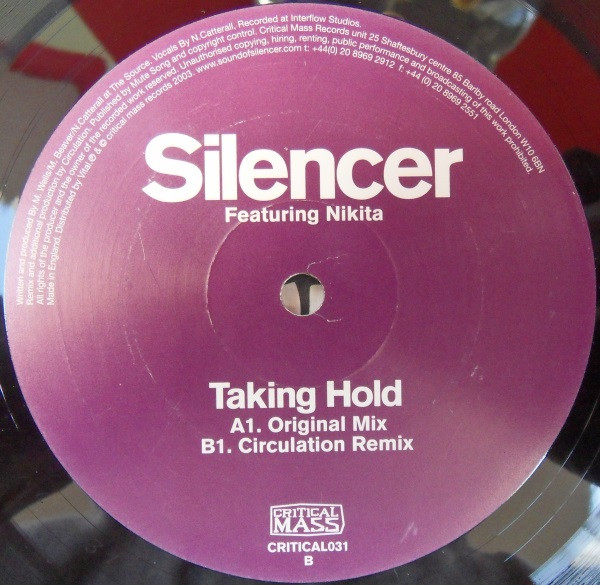 Written and produced By M. Wells/M. Beaver/N.Catterall at The Source. Vocals By N.Catterall. Recorded at Interflow Studios.
Remix and additional production by Circulation. Published by Mute Song and copyright control. Critical Mass Records unit 25 Shaftesbury centre 85 Barlby road London W10 6BN
All rights of the producer and the owner of the recorded work reserved. Unauthorised copying, hiring, renting, public performance and broadcasting of this work prohibited.
Made in England. Distributed by Vital ℗ & © critical mass records 2003. www.soundofsilencer.com t: +44(0) 20 8969 2912 f: +44 (0) 20 8969 2551
Silencer
Featuring Nikita
Taking Hold
A1. Original Mix
B1. Circulation Remix
CRITICAL
MASS
CRITICAL031
B